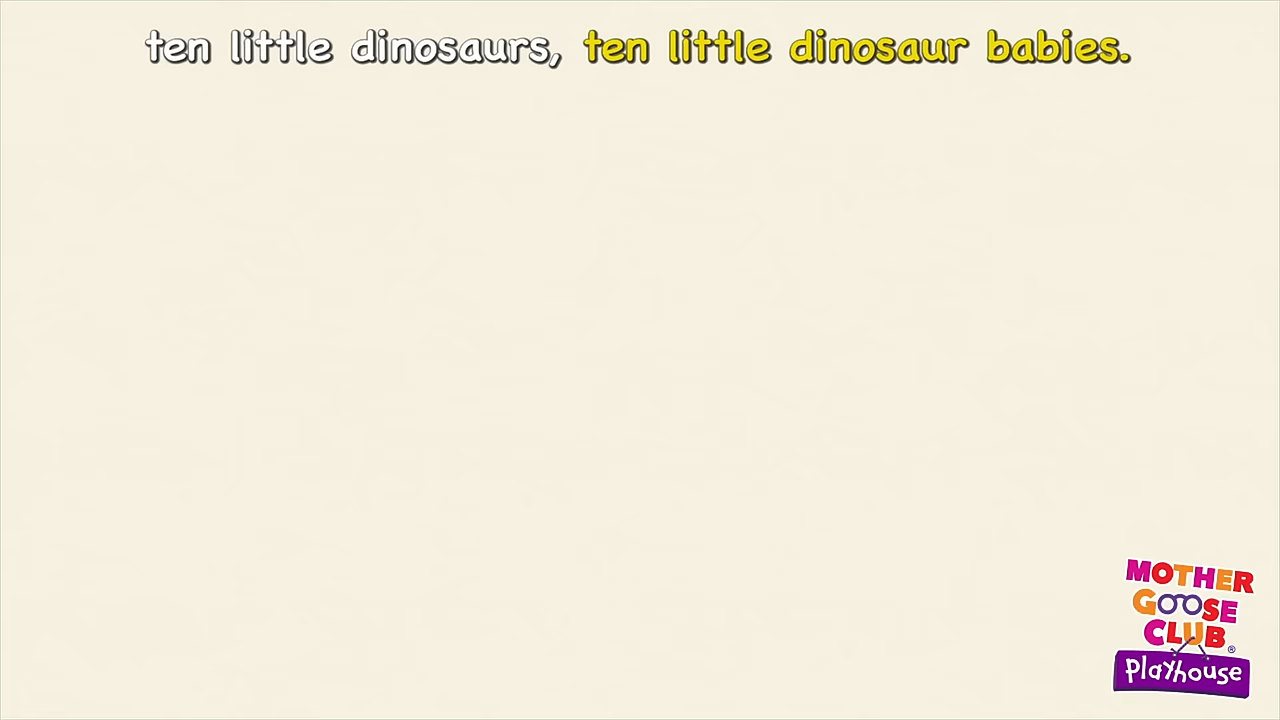 ten little dinosaurs, ten little dinosaur babies.
MOTHER
GOOSE
CLUB®
Playhouse